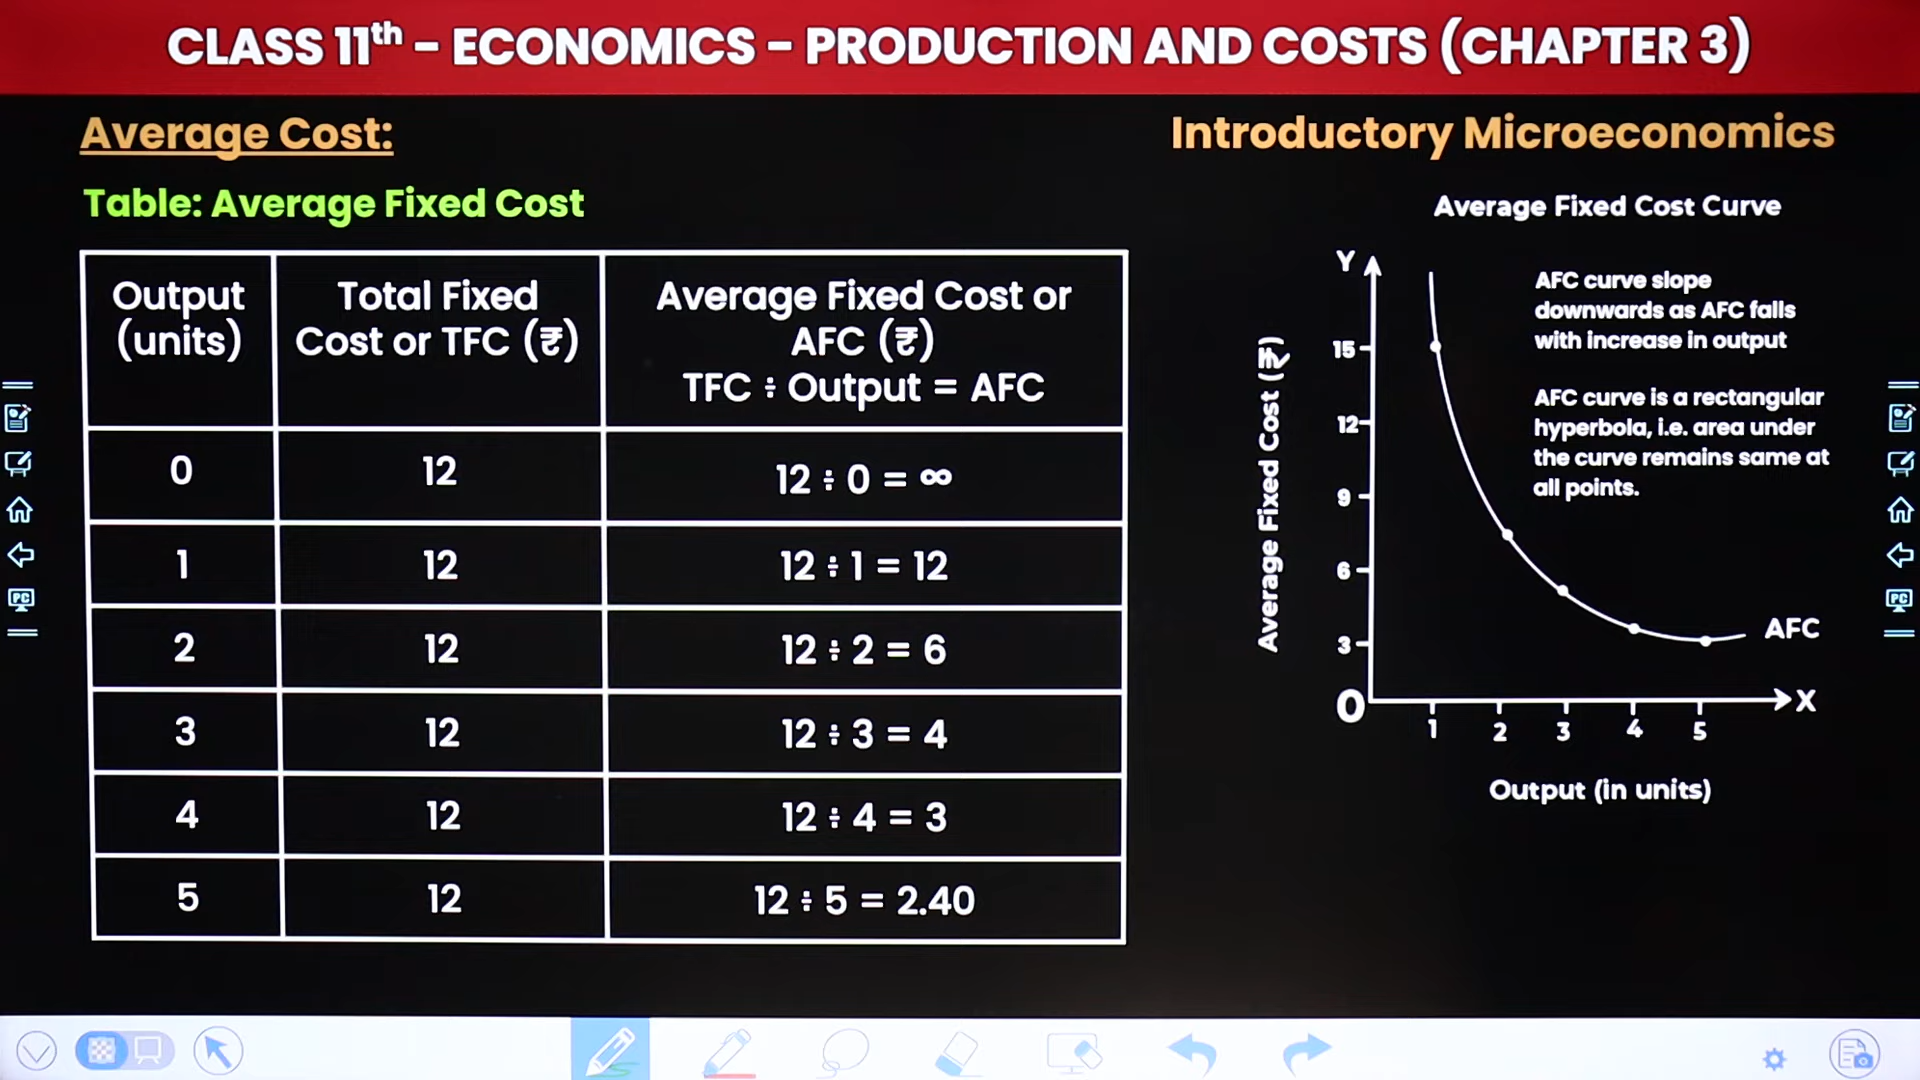 CLASS 11th - ECONOMICS - PRODUCTION AND COSTS (CHAPTER 3)
Average Cost:
Introductory Microeconomics
Table: Average Fixed Cost
Output (units)
Total Fixed Cost or TFC (₹)
Average Fixed Cost or AFC (₹)
TFC ÷ Output = AFC
0 12 12 ÷ 0 = ∞
1 12 12 ÷ 1 = 12
2 12 12 ÷ 2 = 6
3 12 12 ÷ 3 = 4
4 12 12 ÷ 4 = 3
5 12 12 ÷ 5 = 2.40
Average Fixed Cost Curve
Y
AFC curve slope
downwards as AFC falls
with increase in output
AFC curve is a rectangular
hyperbola, i.e. area under
the curve remains same at
all points.
Average Fixed Cost (₹)
15
12
9
6
3
O
AFC
X
1 2 3 4 5
Output (in units)
PC
PC